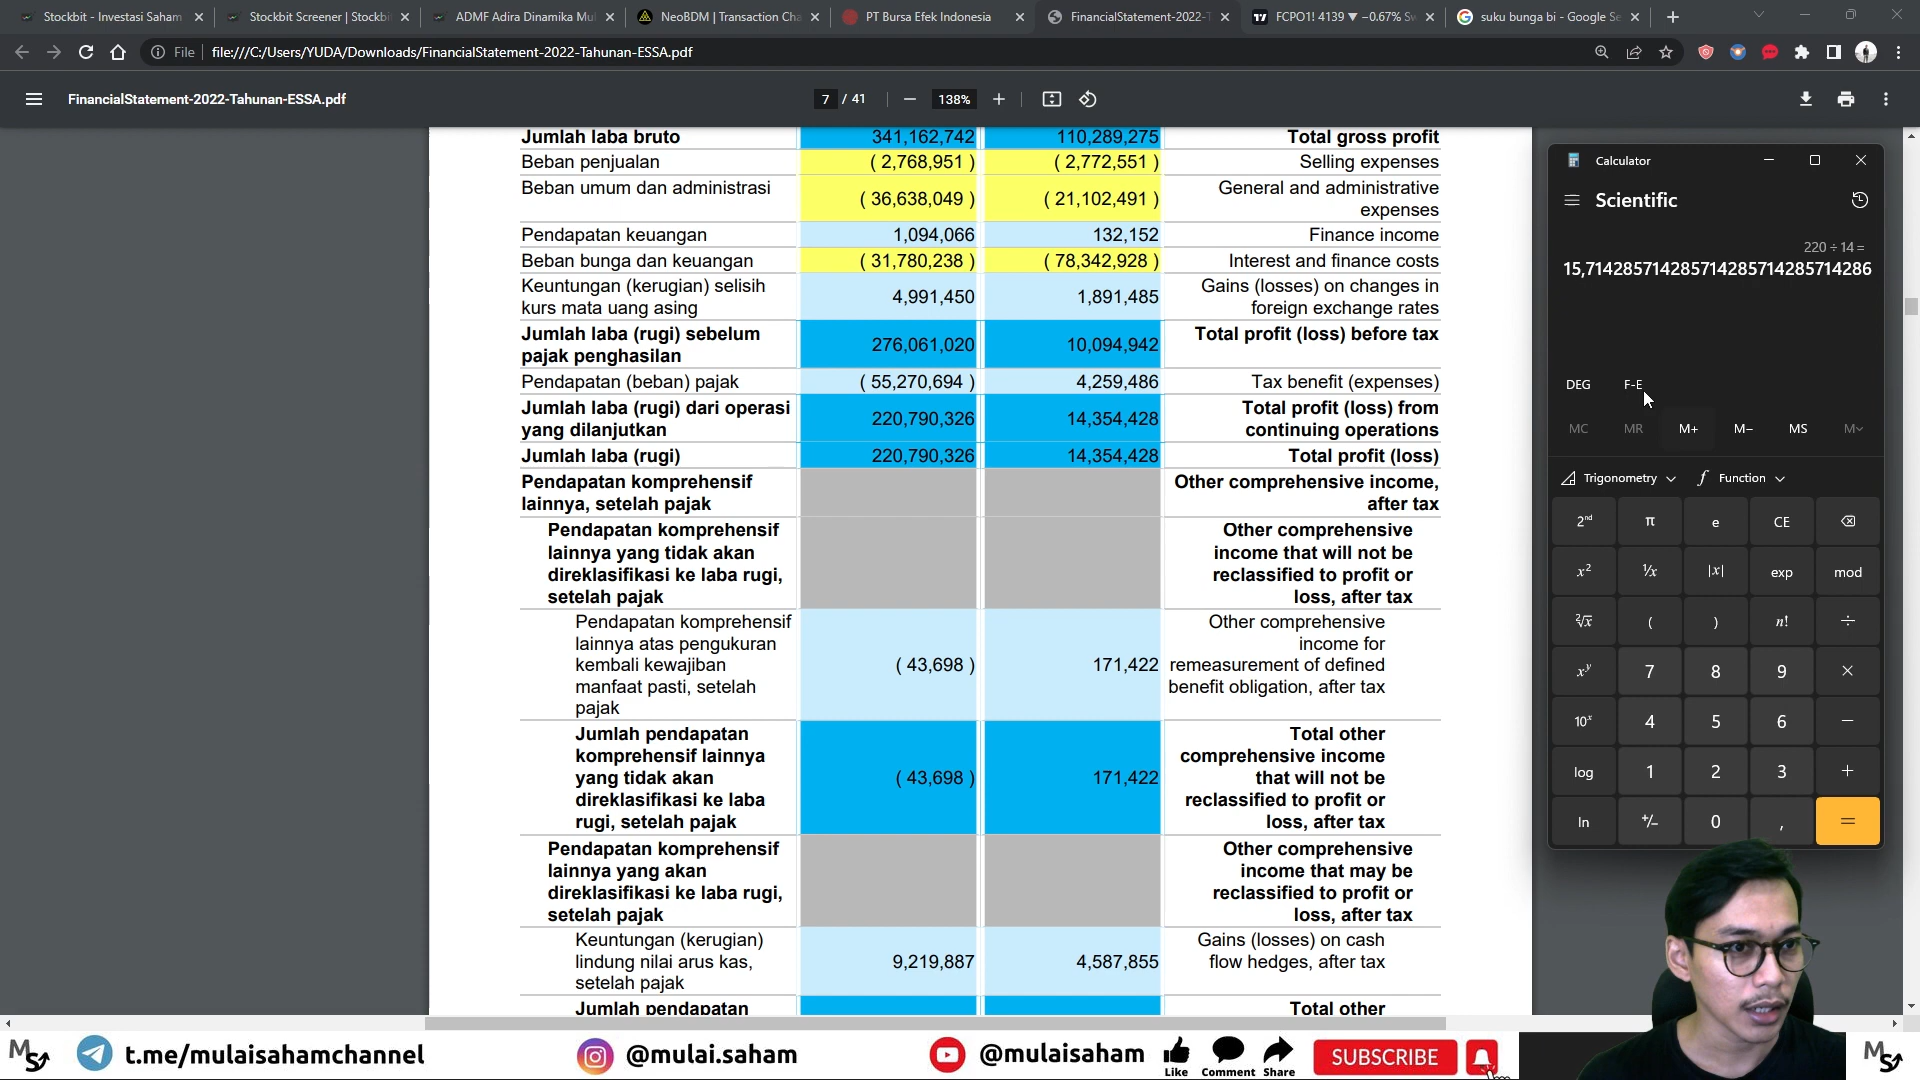 Stockbit - Investasi Saham
Stockbit Screener | Stockbi
ADMF Adira Dinamika Mul
NeoBDM | Transaction Cha
PT Bursa Efek Indonesia
FinancialStatement-2022-T
FCPO1! 4139 ▼ −0.67% Sw
suku bunga bi - Google Se
File
file:///C:/Users/YUDA/Downloads/FinancialStatement-2022-Tahunan-ESSA.pdf
FinancialStatement-2022-Tahunan-ESSA.pdf
7 / 41
138%
Jumlah laba bruto 341,162,742 110,289,275 Total gross profit
Beban penjualan ( 2,768,951 ) ( 2,772,551 ) Selling expenses
Beban umum dan administrasi ( 36,638,049 ) ( 21,102,491 ) General and administrative
expenses
Pendapatan keuangan 1,094,066 132,152 Finance income
Beban bunga dan keuangan ( 31,780,238 ) ( 78,342,928 ) Interest and finance costs
Keuntungan (kerugian) selisih
kurs mata uang asing
4,991,450 1,891,485
Gains (losses) on changes in
foreign exchange rates
Jumlah laba (rugi) sebelum
pajak penghasilan
276,061,020 10,094,942
Total profit (loss) before tax
Pendapatan (beban) pajak ( 55,270,694 ) 4,259,486 Tax benefit (expenses)
Jumlah laba (rugi) dari operasi
yang dilanjutkan
220,790,326 14,354,428
Total profit (loss) from
continuing operations
Jumlah laba (rugi) 220,790,326 14,354,428 Total profit (loss)
Pendapatan komprehensif
lainnya, setelah pajak
Other comprehensive income,
after tax
Pendapatan komprehensif
lainnya yang tidak akan
direklasifikasi ke laba rugi,
setelah pajak
Other comprehensive
income that will not be
reclassified to profit or
loss, after tax
Pendapatan komprehensif
lainnya atas pengukuran
kembali kewajiban
manfaat pasti, setelah
pajak
( 43,698 ) 171,422
Other comprehensive
income for
remeasurement of defined
benefit obligation, after tax
Jumlah pendapatan
komprehensif lainnya
yang tidak akan
direklasifikasi ke laba
rugi, setelah pajak
( 43,698 ) 171,422
Total other
comprehensive income
that will not be
reclassified to profit or
loss, after tax
Pendapatan komprehensif
lainnya yang akan
direklasifikasi ke laba rugi,
setelah pajak
Other comprehensive
income that may be
reclassified to profit or
loss, after tax
Keuntungan (kerugian)
lindung nilai arus kas,
setelah pajak
9,219,887 4,587,855
Gains (losses) on cash
flow hedges, after tax
Jumlah pendapatan
Total other
Calculator
Scientific
220 ÷ 14 =
15,714285714285714285714285714286
DEG F-E
MC MR M+ M− MS M
Trigonometry
f Function
2nd π e CE
x² ¹/x |x| exp mod
²√x ( ) n! ÷
xʸ 7 8 9 ×
10ˣ 4 5 6 −
log 1 2 3 +
ln +/− 0 , =
MS
t.me/mulaisahamchannel
@mulai.saham
@mulaisaham
Like
Comment
Share
SUBSCRIBE
MS